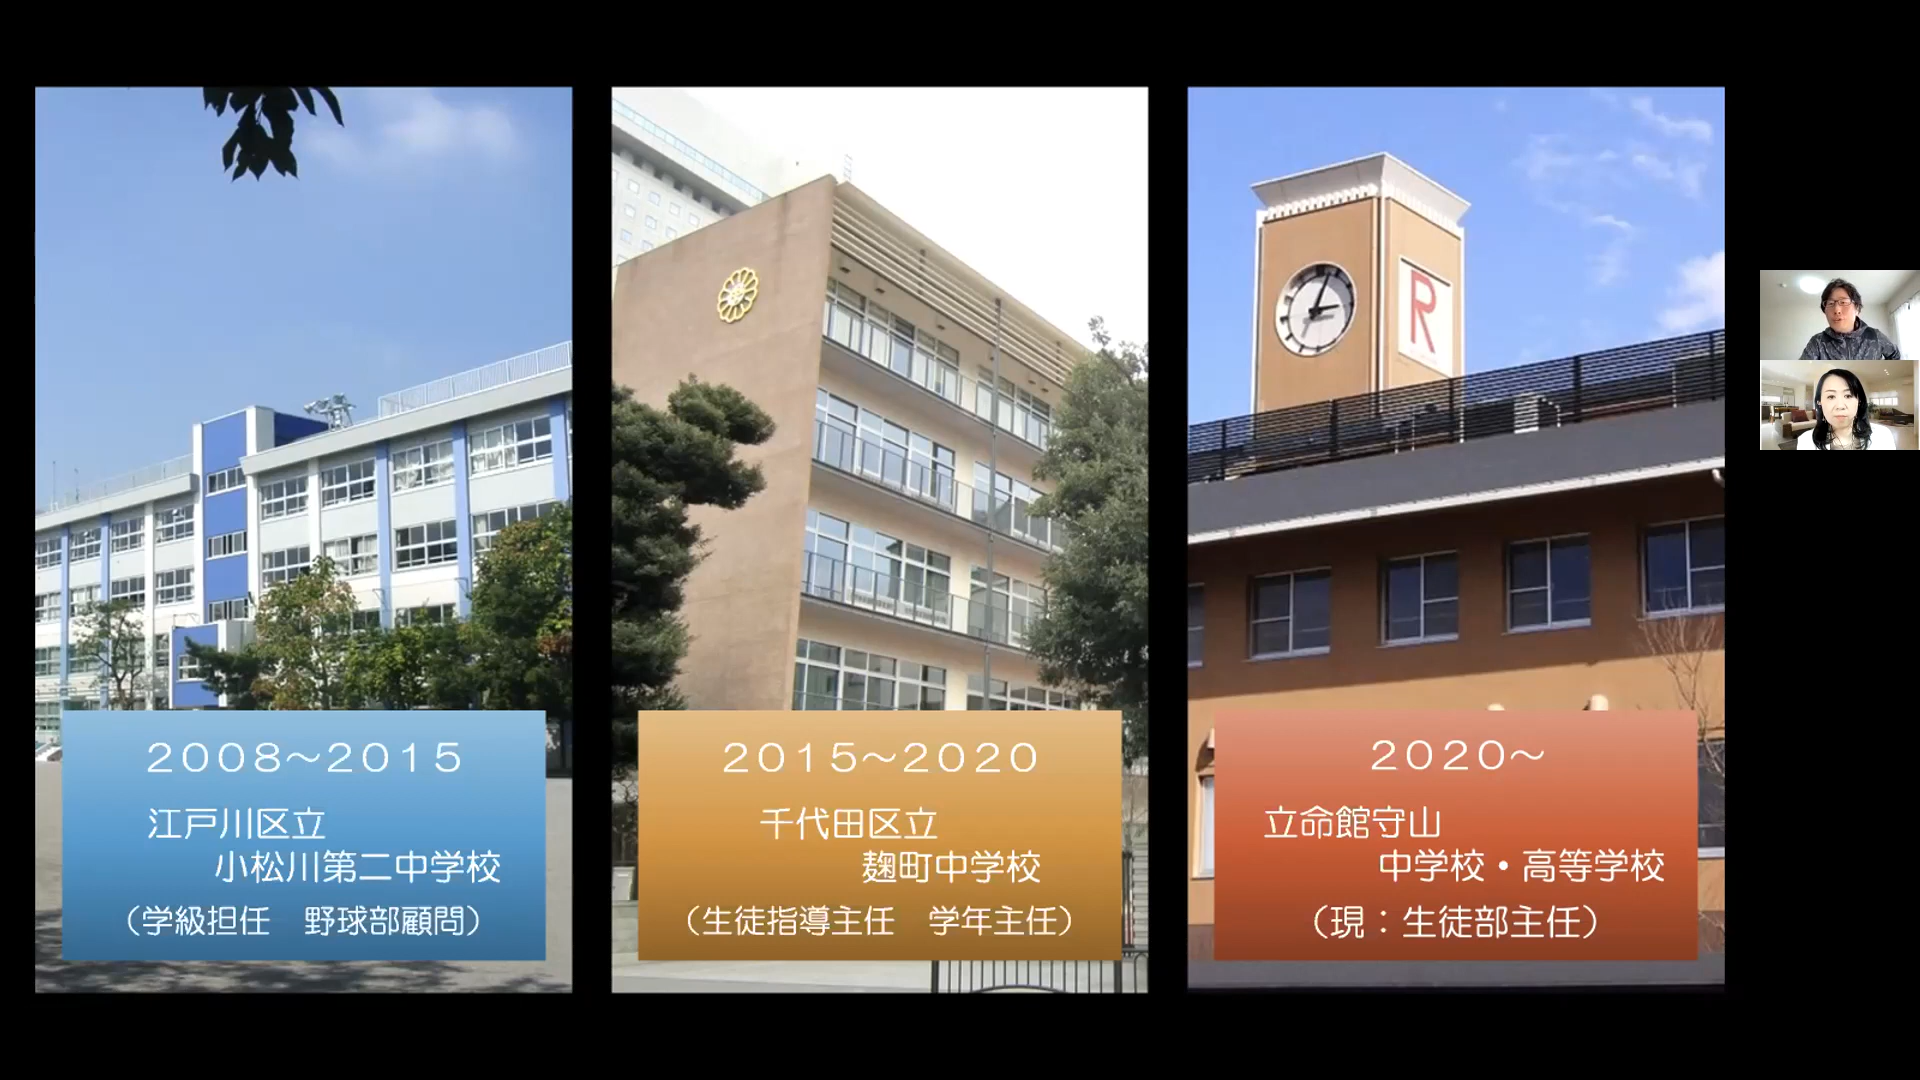 2008～2015
江戸川区立
小松川第二中学校
（学級担任　野球部顧問）
2015～2020
千代田区立
麹町中学校
（生徒指導主任　学年主任）
R
2020～
立命館守山
中学校・高等学校
（現：生徒部主任）